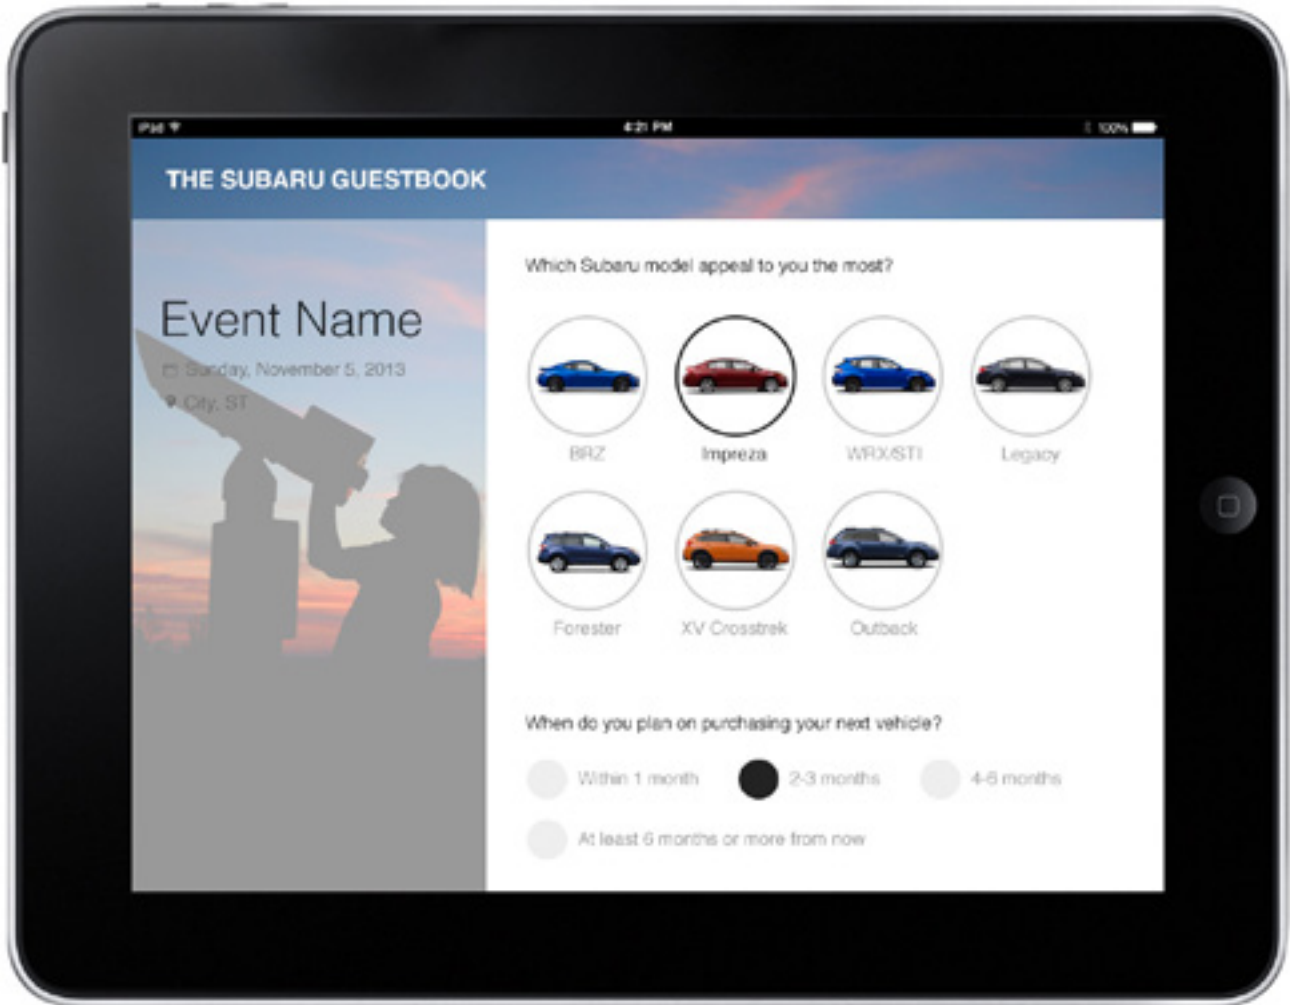 iPad
4:21 PM
100%
THE SUBARU GUESTBOOK
Event Name
Sunday, November 5, 2013
City, ST
Which Subaru model appeal to you the most?
BRZ
Impreza
WRX/STI
Legacy
Forester
XV Crosstrek
Outback
When do you plan on purchasing your next vehicle?
Within 1 month
2-3 months
4-6 months
At least 6 months or more from now